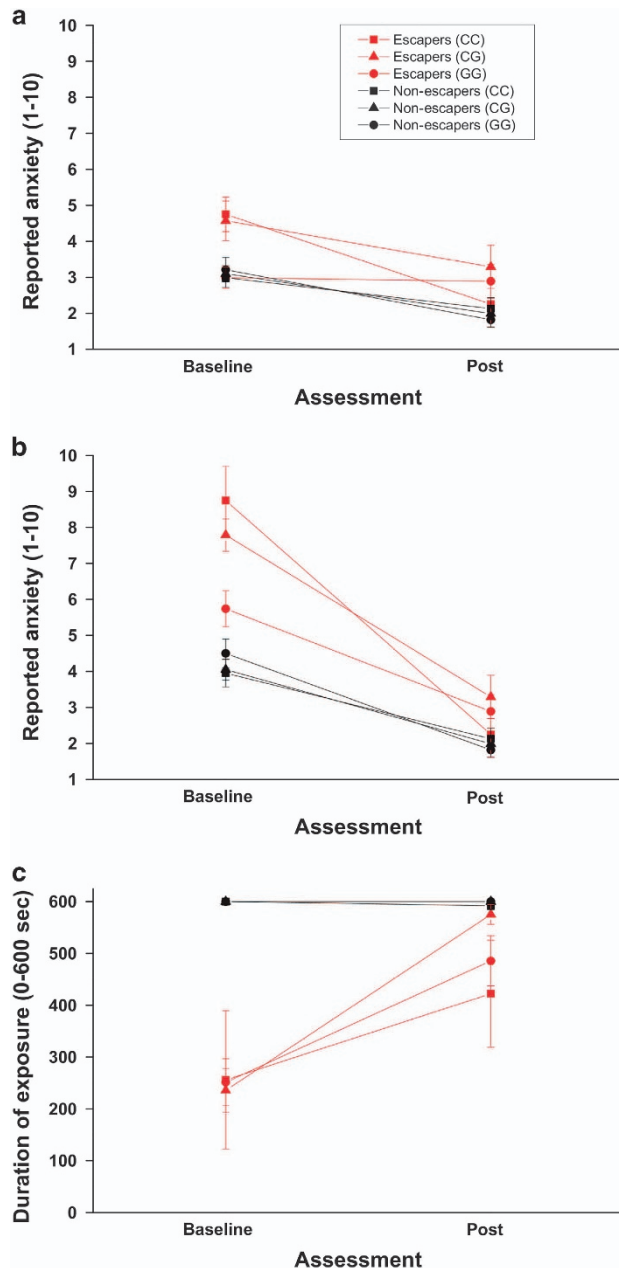 a
10
9
8
7
6
5
4
3
2
1
Reported anxiety (1-10)
Escapers (CC)
Escapers (CG)
Escapers (GG)
Non-escapers (CC)
Non-escapers (CG)
Non-escapers (GG)
Baseline Post
Assessment
b
10
9
8
7
6
5
4
3
2
1
Reported anxiety (1-10)
Baseline Post
Assessment
c
600
500
400
300
200
100
0
Duration of exposure (0-600 sec)
Baseline Post
Assessment